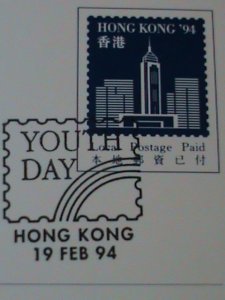 HONG KONG '94
香港
Local Postage Paid
本地郵資已付
YOUTH
DAY
HONG KONG
19 FEB 94